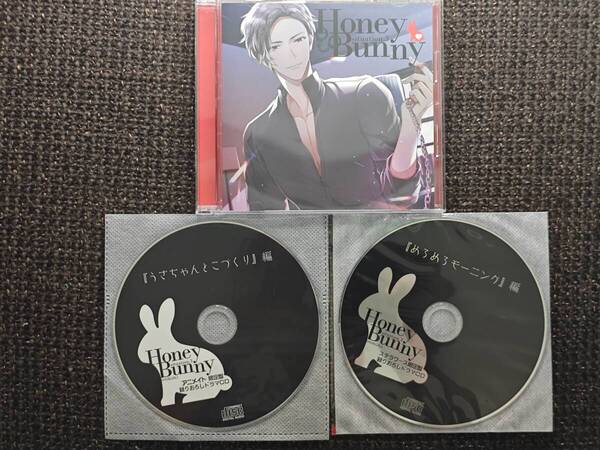 Honey
situation 3
Bunny
『うさちゃんとこづくり』編
Honey
Bunny
アニメイト 限定盤
録りおろしドラマCD
『めろめろモーニング』編
Honey
Bunny
ステラワース限定盤
録りおろしドラマCD